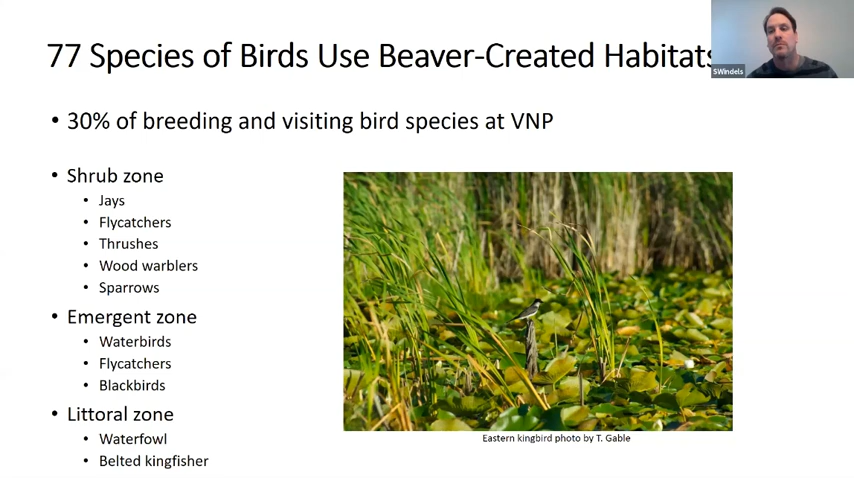 77 Species of Birds Use Beaver-Created Habitats
SWindels
• 30% of breeding and visiting bird species at VNP
• Shrub zone
• Jays
• Flycatchers
• Thrushes
• Wood warblers
• Sparrows
• Emergent zone
• Waterbirds
• Flycatchers
• Blackbirds
• Littoral zone
• Waterfowl
• Belted kingfisher
Eastern kingbird photo by T. Gable